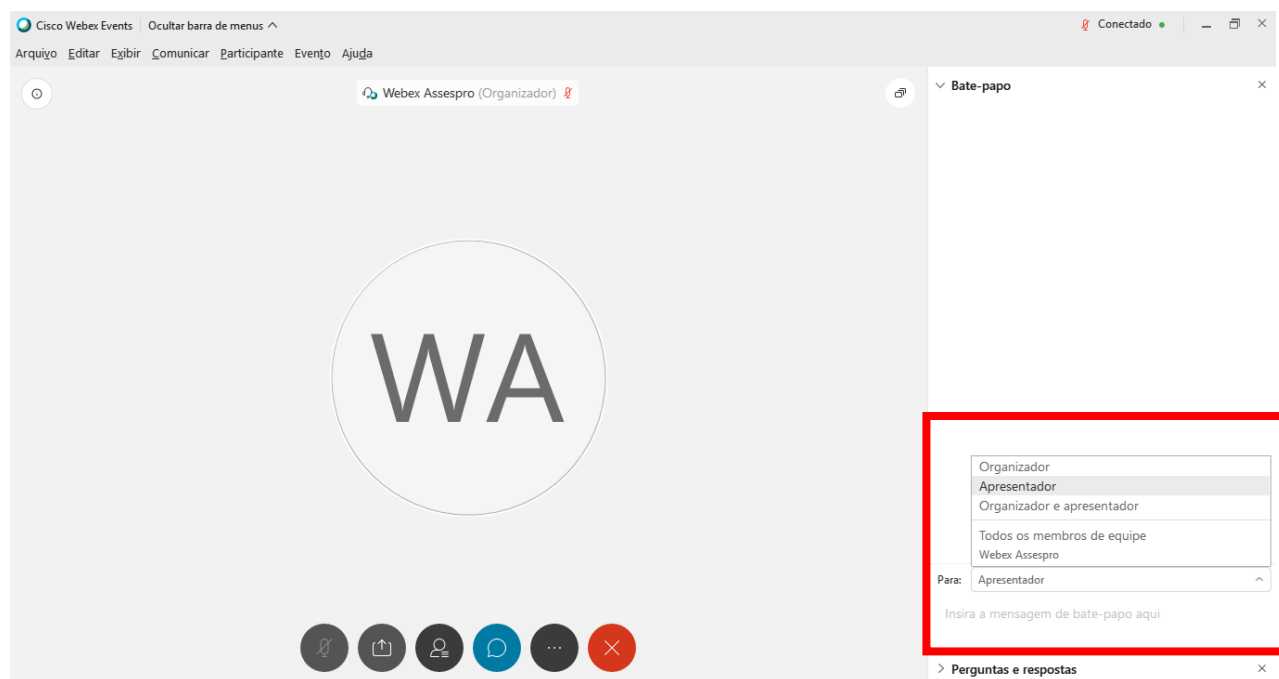 Cisco Webex Events Ocultar barra de menus
Conectado
Arquivo Editar Exibir Comunicar Participante Evento Ajuda
Webex Assespro (Organizador)
Bate-papo
WA
Organizador
Apresentador
Organizador e apresentador
Todos os membros de equipe
Webex Assespro
Para: Apresentador
Insira a mensagem de bate-papo aqui
Perguntas e respostas